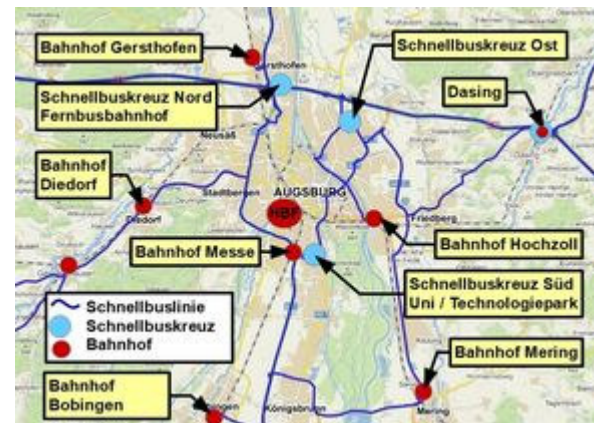 Bahnhof Gersthofen
Schnellbuskreuz Ost
Gersthofen
Schnellbuskreuz Nord
Fernbusbahnhof
Dasing
Neusäß
Bahnhof
Diedorf
Stadtbergen
AUGSBURG
HBF
Diedorf
Friedberg
Bahnhof Messe
Bahnhof Hochzoll
Schnellbuskreuz Süd
Uni / Technologiepark
Schnellbuslinie
Schnellbuskreuz
Bahnhof
Bahnhof Mering
Bahnhof
Bobingen
Königsbrunn
Mering